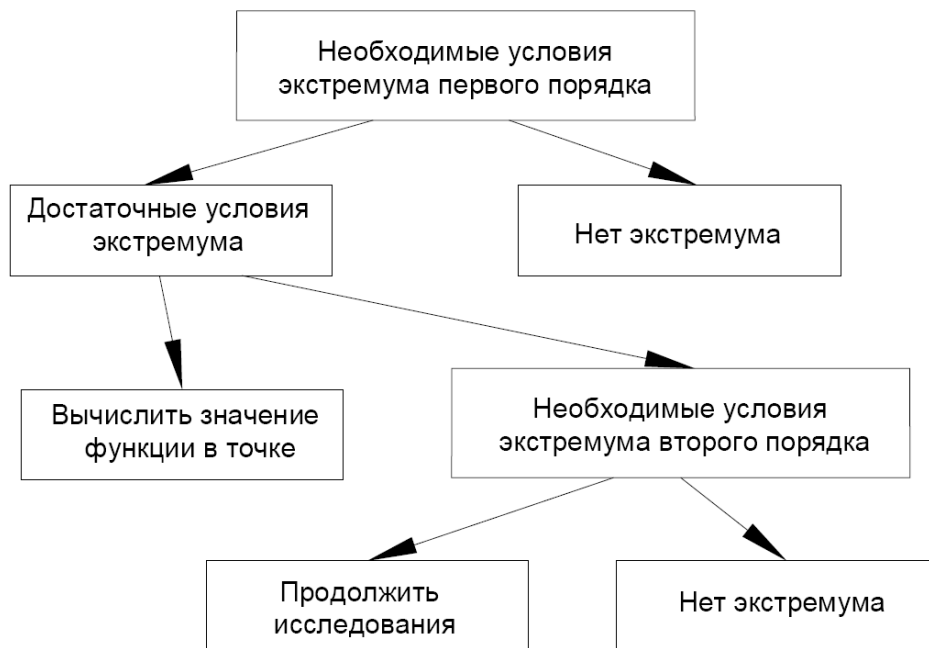 Необходимые условия
экстремума первого порядка
Достаточные условия
экстремума
Нет экстремума
Вычислить значение
функции в точке
Необходимые условия
экстремума второго порядка
Продолжить
исследования
Нет экстремума